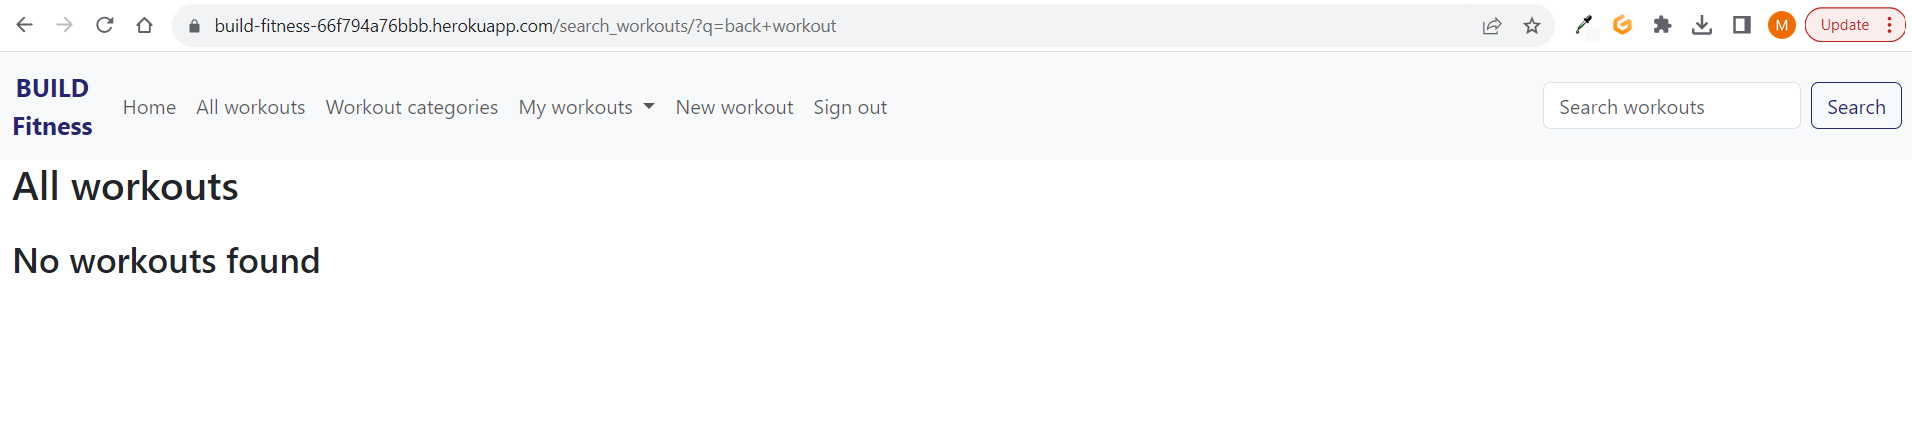 build-fitness-66f794a76bbb.herokuapp.com/search_workouts/?q=back+workout
M
Update
BUILD
Fitness
Home
All workouts
Workout categories
My workouts
New workout
Sign out
Search workouts
Search
All workouts
No workouts found